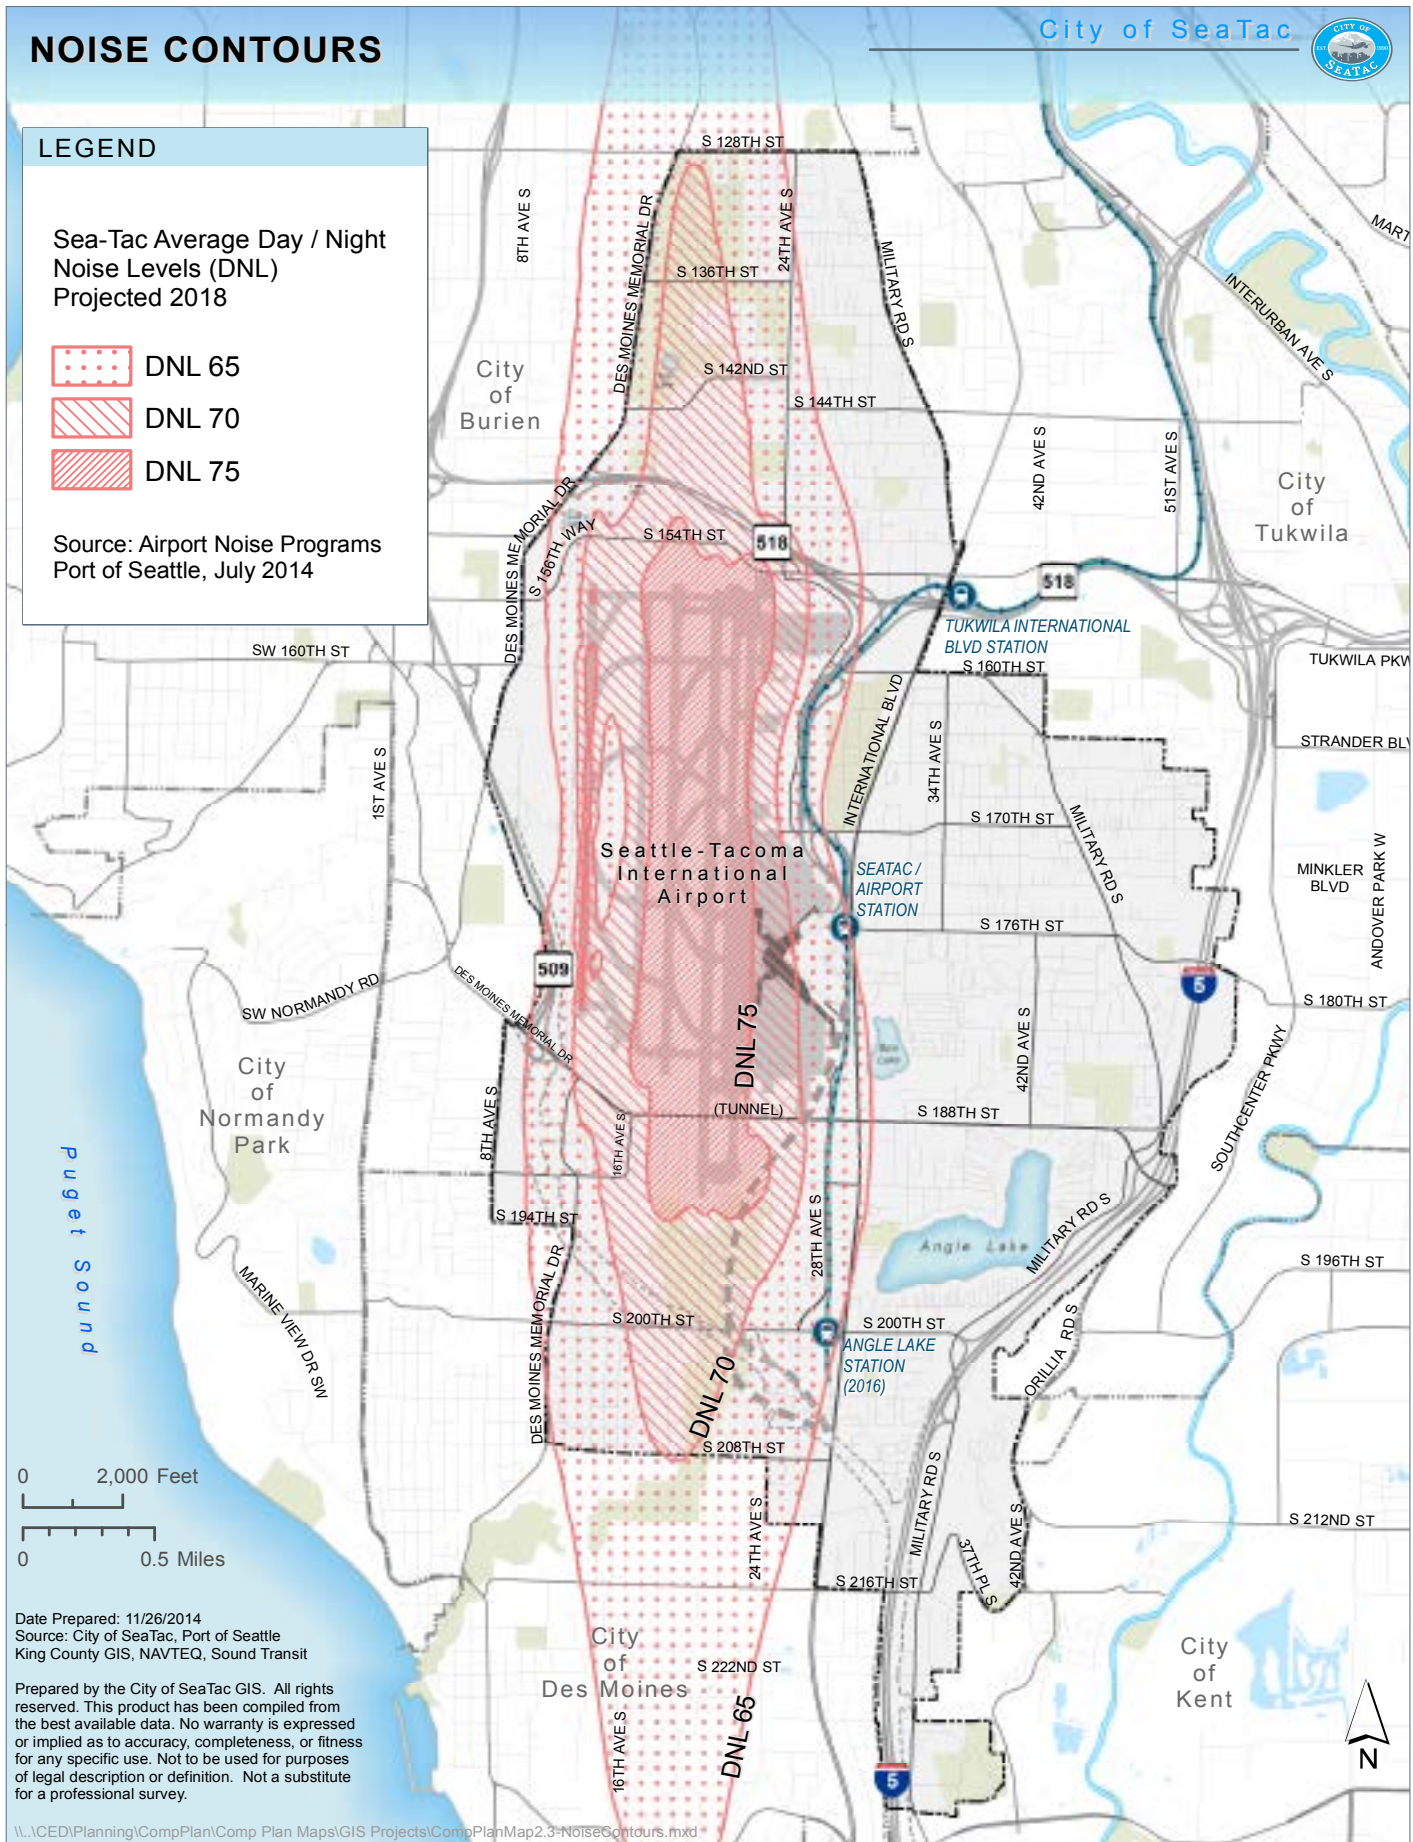 NOISE CONTOURS
City of SeaTac
CITY OF
EST. 1990
SEATAC
LEGEND
Sea-Tac Average Day / Night
Noise Levels (DNL)
Projected 2018
DNL 65
DNL 70
DNL 75
Source: Airport Noise Programs
Port of Seattle, July 2014
S 128TH ST
8TH AVE S
DES MOINES MEMORIAL DR
24TH AVE S
MILITARY RD S
S 136TH ST
INTERURBAN AVE S
MART
City
of
Burien
S 142ND ST
S 144TH ST
42ND AVE S
51ST AVE S
City
of
Tukwila
DES MOINES MEMORIAL DR
S 156TH WAY
S 154TH ST
518
518
TUKWILA INTERNATIONAL
BLVD STATION
S 160TH ST
SW 160TH ST
TUKWILA PKW
STRANDER BLV
1ST AVE S
INTERNATIONAL BLVD
34TH AVE S
S 170TH ST
MILITARY RD S
Seattle-Tacoma
International
Airport
SEATAC /
AIRPORT
STATION
MINKLER
BLVD
ANDOVER PARK W
S 176TH ST
509
5
SW NORMANDY RD
DES MOINES MEMORIAL DR
S 180TH ST
DNL 75
42ND AVE S
SOUTHCENTER PKWY
City
of
Normandy
Park
8TH AVE S
16TH AVE S
(TUNNEL)
S 188TH ST
Puget Sound
S 194TH ST
28TH AVE S
Angle Lake
MILITARY RD S
S 196TH ST
MARINE VIEW DR SW
DES MOINES MEMORIAL DR
S 200TH ST
S 200TH ST
ANGLE LAKE
STATION
(2016)
ORILLIA RD S
DNL 70
S 208TH ST
0 2,000 Feet
0 0.5 Miles
24TH AVE S
MILITARY RD S
37TH PL S
42ND AVE S
S 212ND ST
S 216TH ST
City
of
Des Moines
S 222ND ST
16TH AVE S
DNL 65
City
of
Kent
5
N
Date Prepared: 11/26/2014
Source: City of SeaTac, Port of Seattle
King County GIS, NAVTEQ, Sound Transit
Prepared by the City of SeaTac GIS. All rights
reserved. This product has been compiled from
the best available data. No warranty is expressed
or implied as to accuracy, completeness, or fitness
for any specific use. Not to be used for purposes
of legal description or definition. Not a substitute
for a professional survey.
\\..\CED\Planning\CompPlan\Comp Plan Maps\GIS Projects\CompPlanMap2.3-NoiseContours.mxd